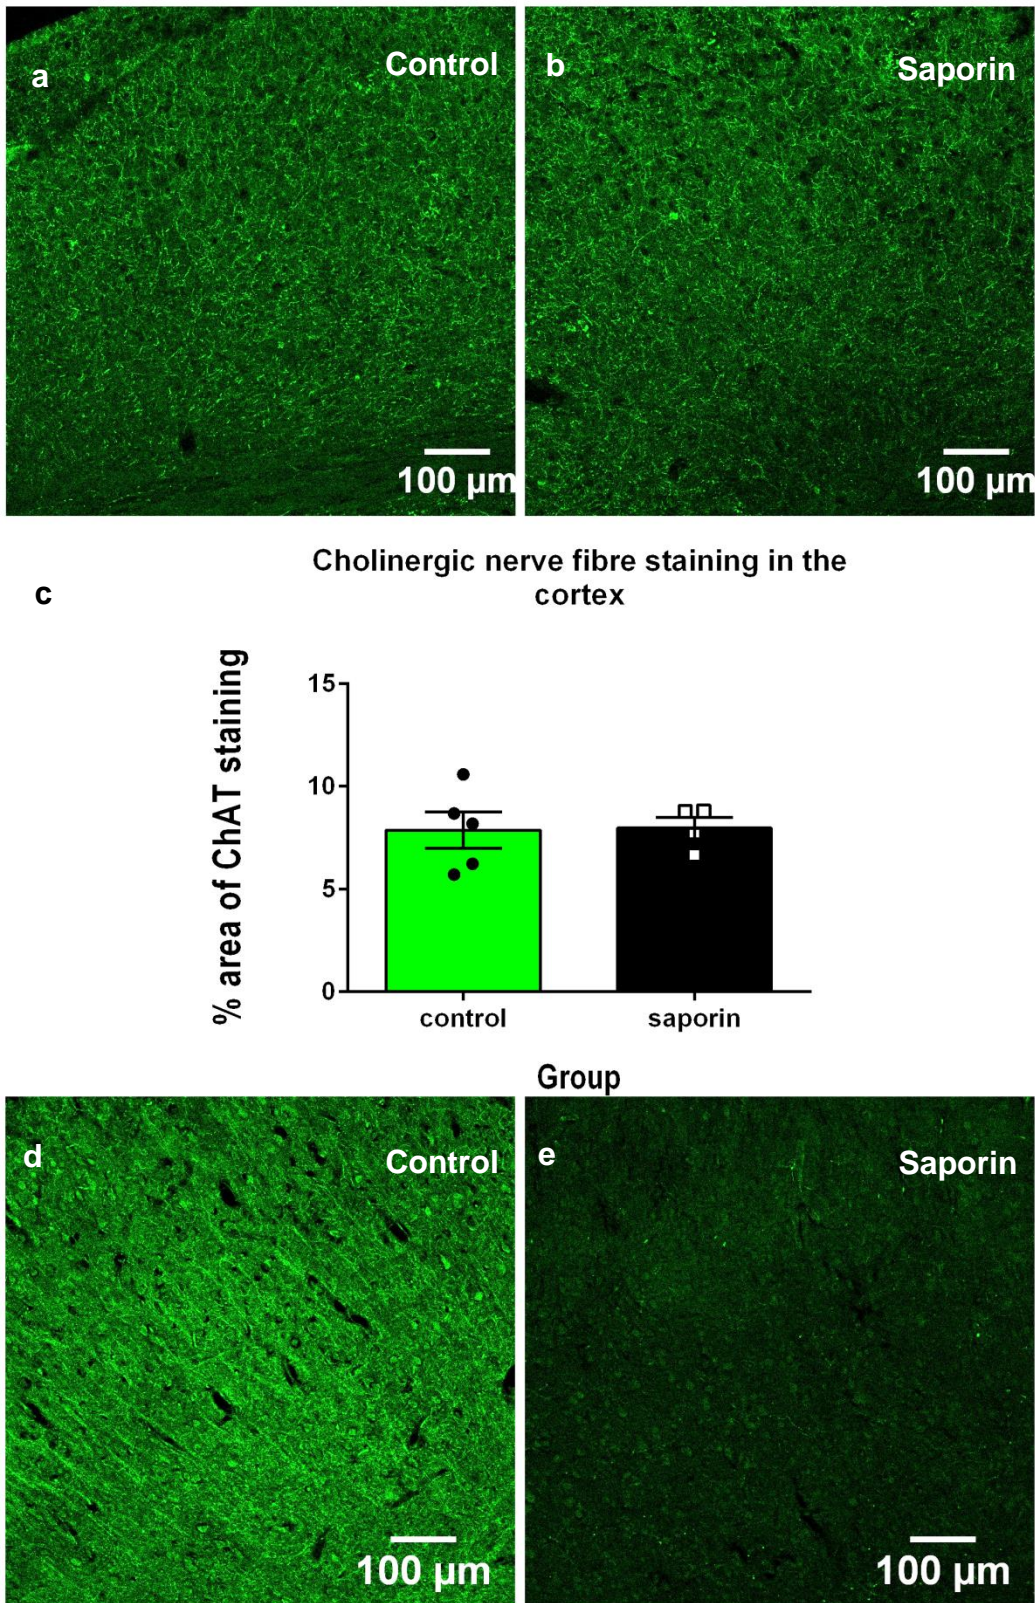 a
Control
b
Saporin
100 µm
100 µm
Cholinergic nerve fibre staining in the
cortex
c
% area of ChAT staining
15
10
5
0
control
saporin
Group
d
Control
e
Saporin
100 µm
100 µm